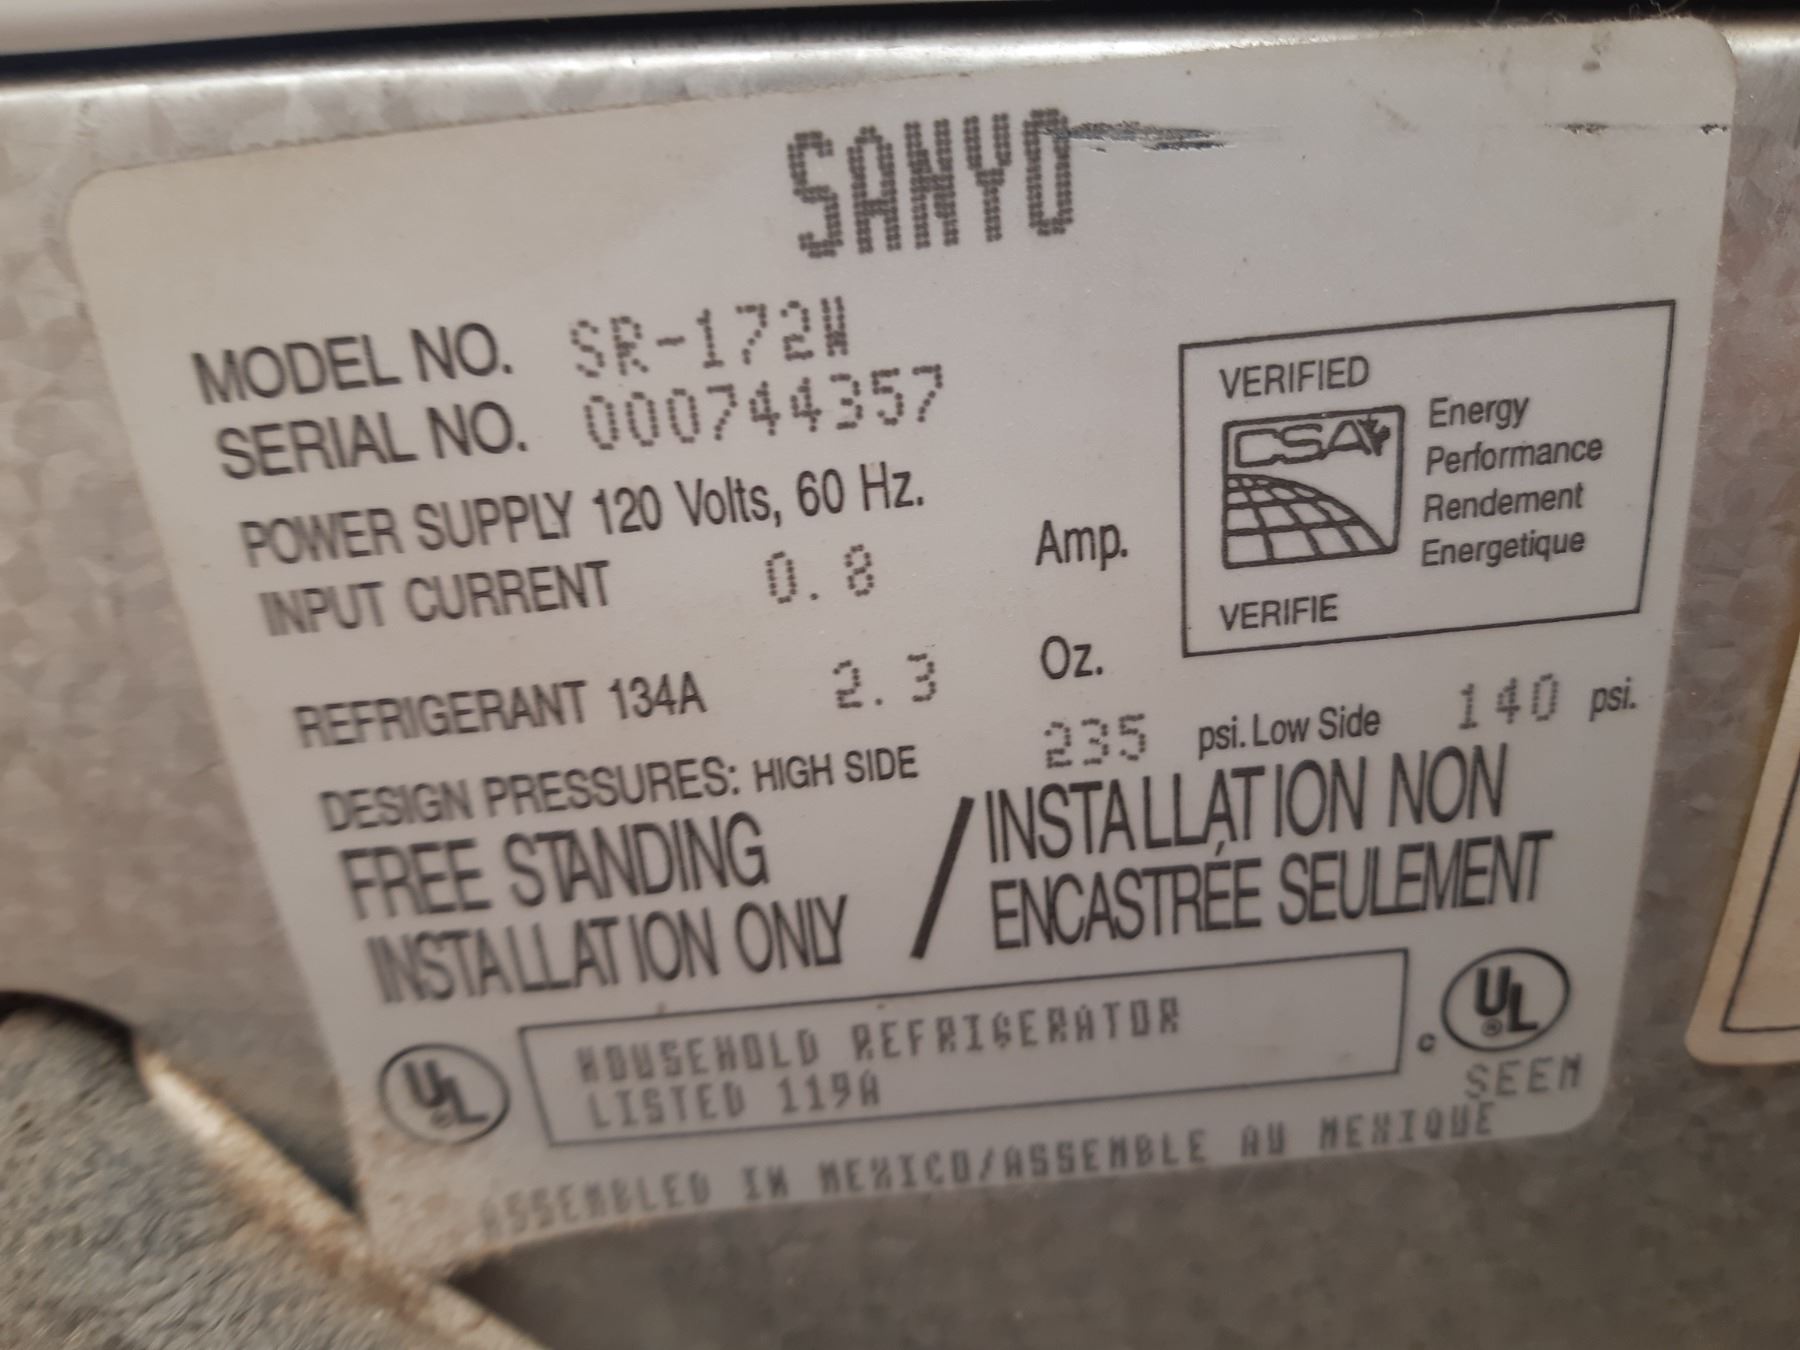 SANYO
MODEL NO. SR-172W
SERIAL NO. 000744357
POWER SUPPLY 120 Volts, 60 Hz.
INPUT CURRENT 0.8 Amp.
REFRIGERANT 134A 2.3 Oz.
DESIGN PRESSURES: HIGH SIDE 235 psi. Low Side 140 psi.
VERIFIED
CSA
Energy
Performance
Rendement
Energetique
VERIFIE
FREE STANDING
INSTALLATION ONLY
/
INSTALLATION NON
ENCASTRÉE SEULEMENT
UL
HOUSEHOLD REFRIGERATOR
LISTED 119A
c UL
SEEM
ASSEMBLED IN MEXICO/ASSEMBLE AU MEXIQUE